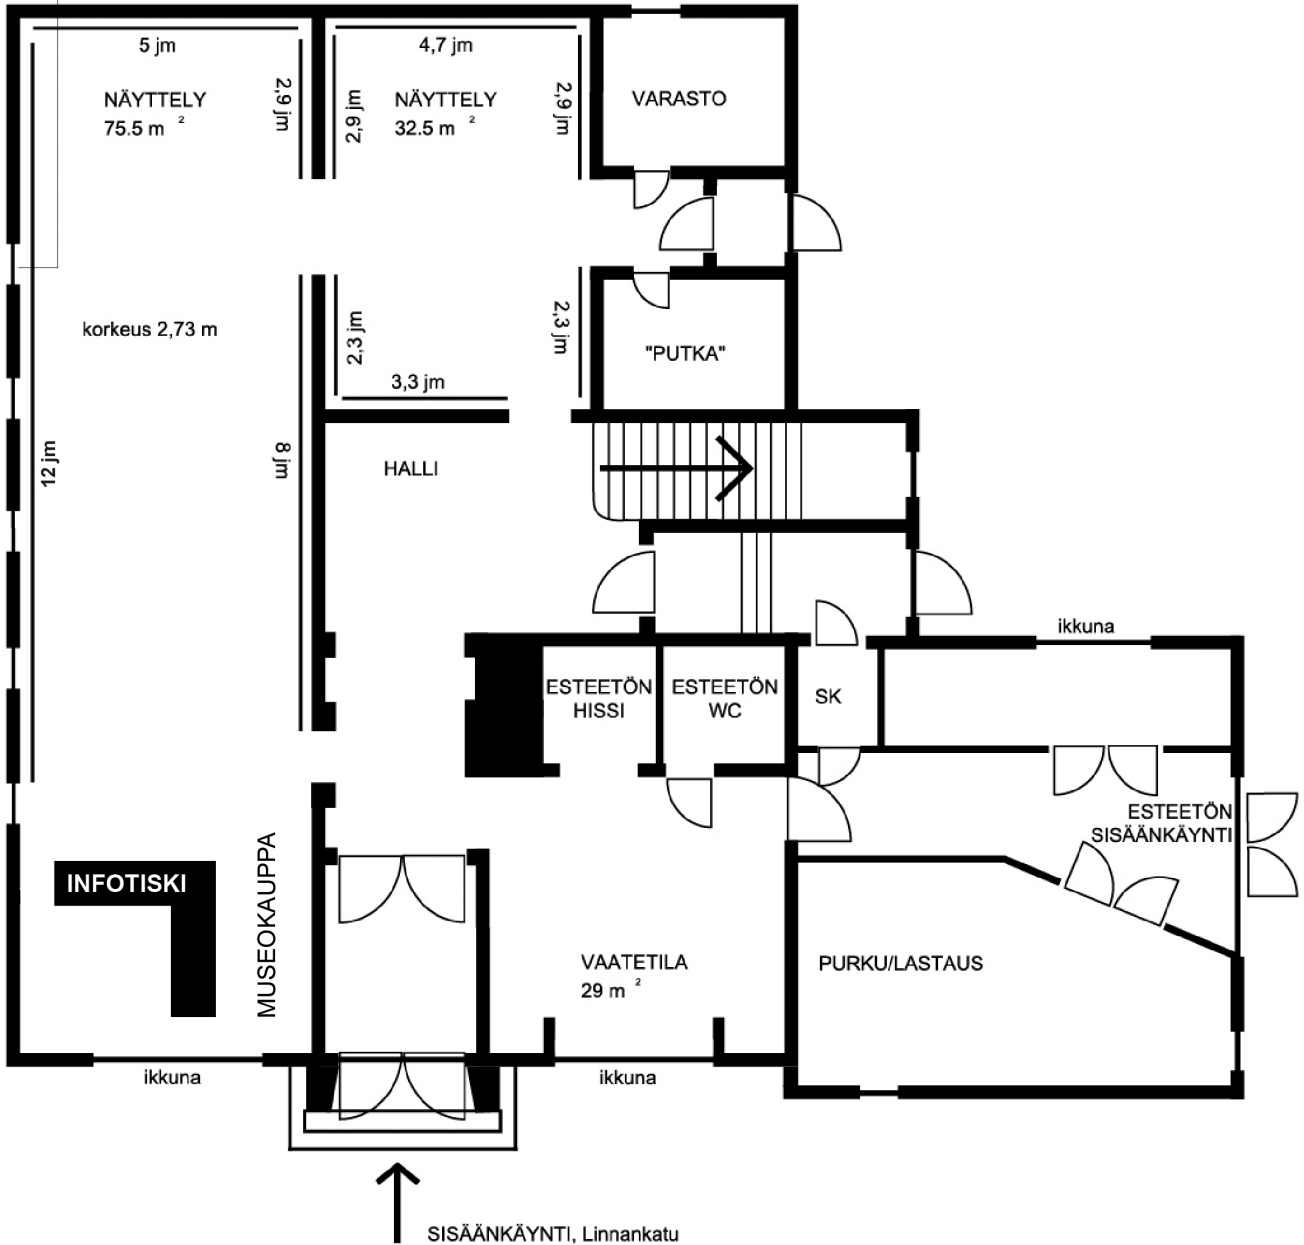 5 jm
4,7 jm
NÄYTTELY
75.5 m ²
2,9 jm
2,9 jm
NÄYTTELY
32.5 m ²
2,9 jm
VARASTO
korkeus 2,73 m
2,3 jm
2,3 jm
"PUTKA"
3,3 jm
12 jm
8 jm
HALLI
ikkuna
ESTEETÖN
HISSI
ESTEETÖN
WC
SK
ESTEETÖN
SISÄÄNKÄYNTI
INFOTISKI
MUSEOKAUPPA
VAATETILA
29 m ²
PURKU/LASTAUS
ikkuna
ikkuna
SISÄÄNKÄYNTI, Linnankatu